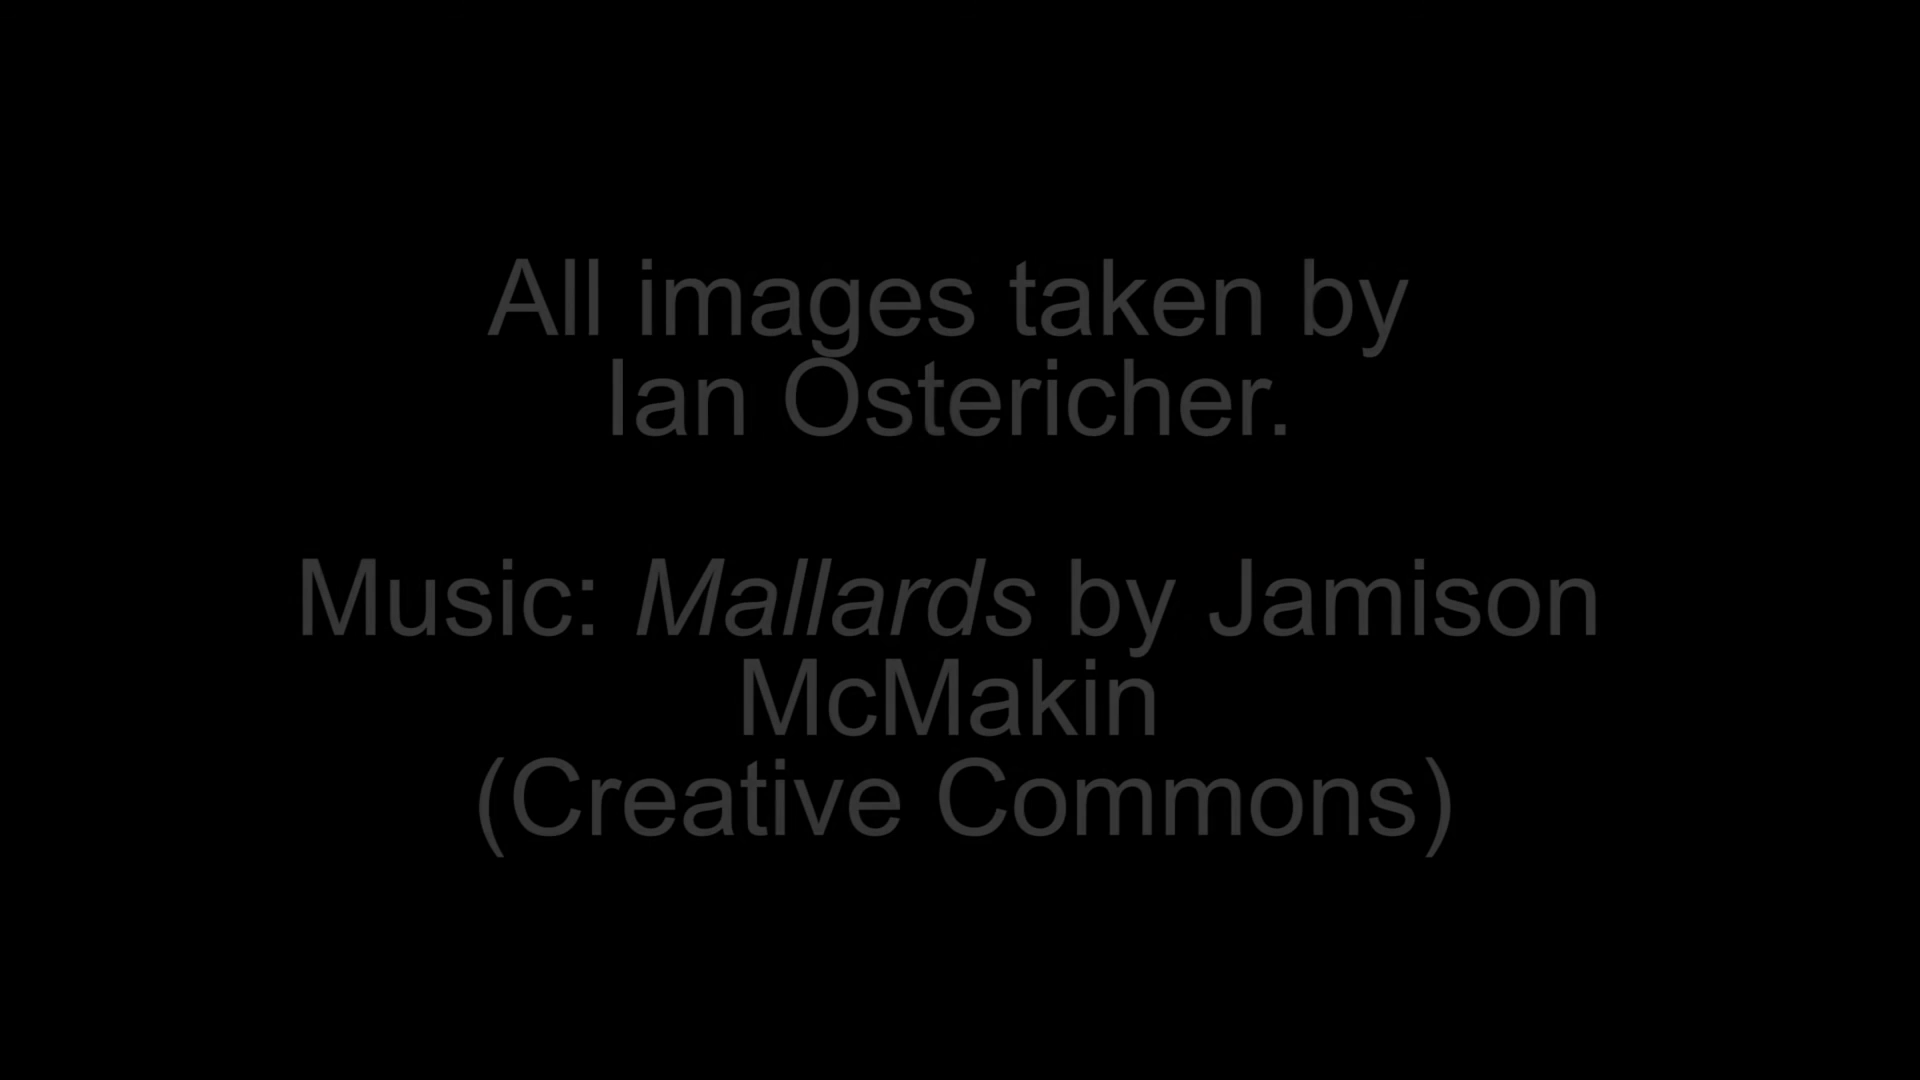 All images taken by
Ian Ostericher.
Music: Mallards by Jamison
McMakin
(Creative Commons)